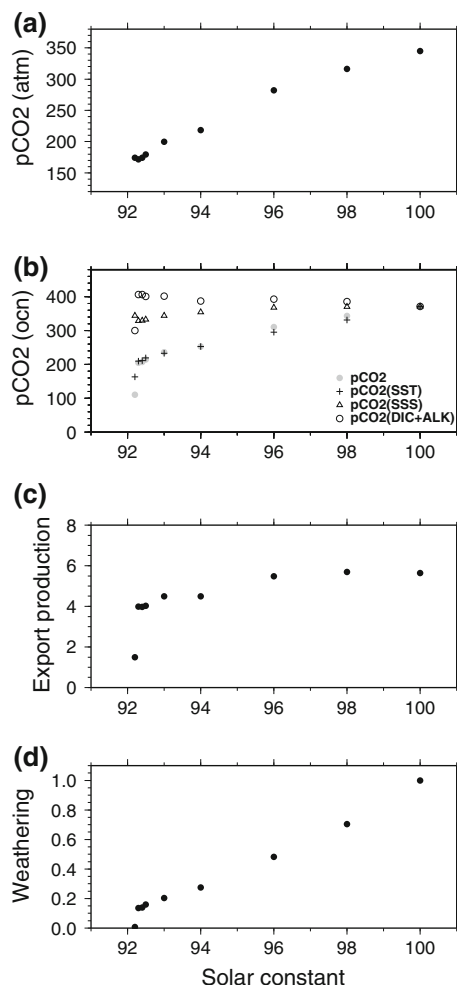 (a)
pCO2 (atm)
350
300
250
200
150
92 94 96 98 100
(b)
pCO2 (ocn)
400
300
200
100
0
pCO2
pCO2(SST)
pCO2(SSS)
pCO2(DIC+ALK)
92 94 96 98 100
(c)
Export production
8
6
4
2
0
92 94 96 98 100
(d)
Weathering
1.0
0.8
0.6
0.4
0.2
0.0
92 94 96 98 100
Solar constant